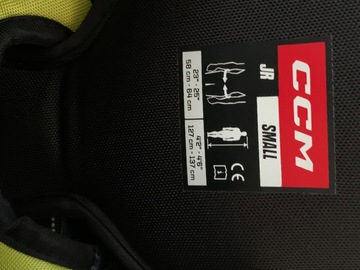 CCM
JR SMALL
23" - 25"
58 cm - 64 cm
4'2" - 4'6"
127 cm - 137 cm
CE